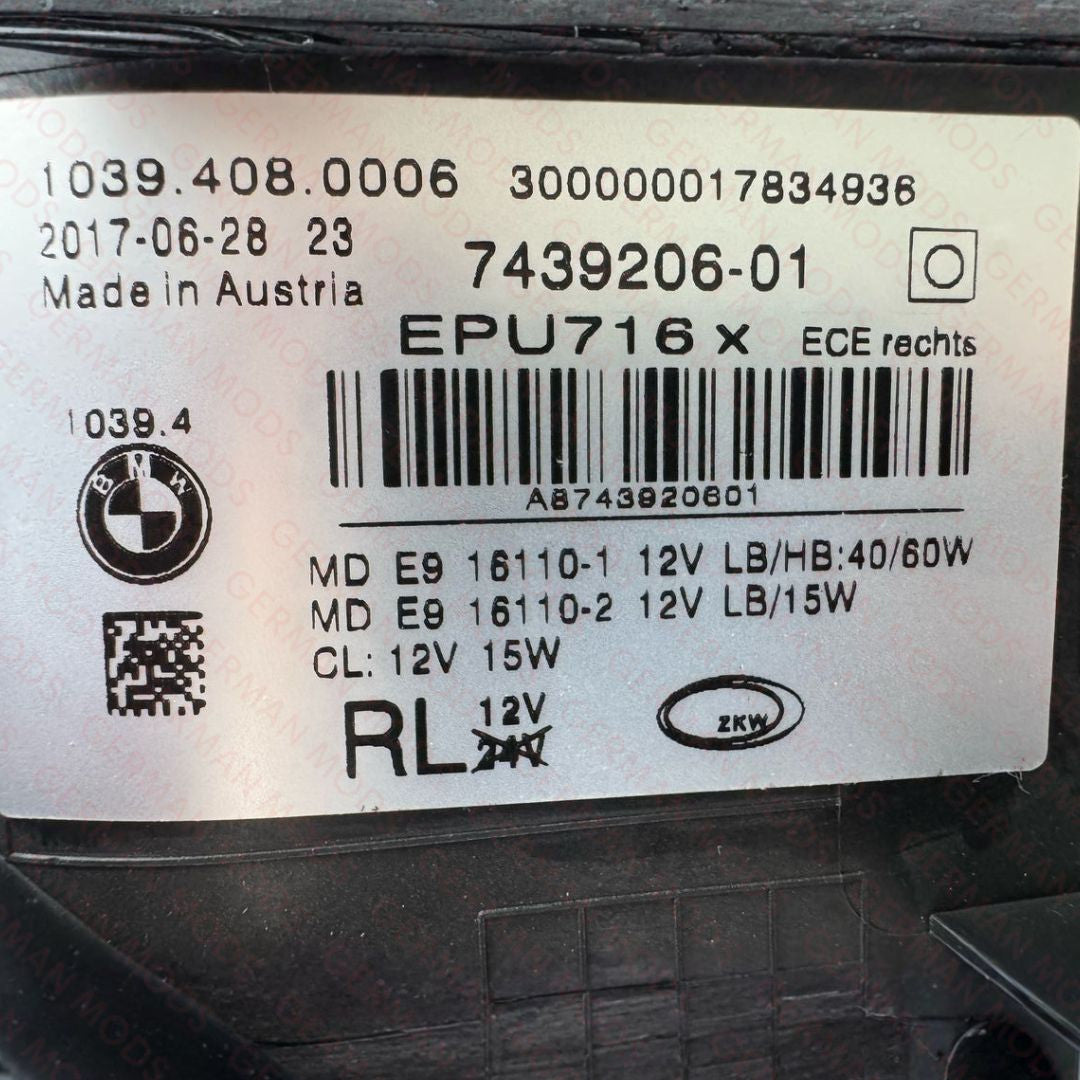 1039.408.0006 300000017834936
2017-06-28 23
7439206-01
Made in Austria
EPU716 x ECE rechts
1039.4
BMW
A8743920601
MD E9 16110-1 12V LB/HB:40/60W
MD E9 16110-2 12V LB/15W
CL: 12V 15W
RL 12V
24V
ZKW
GERMAN MODS